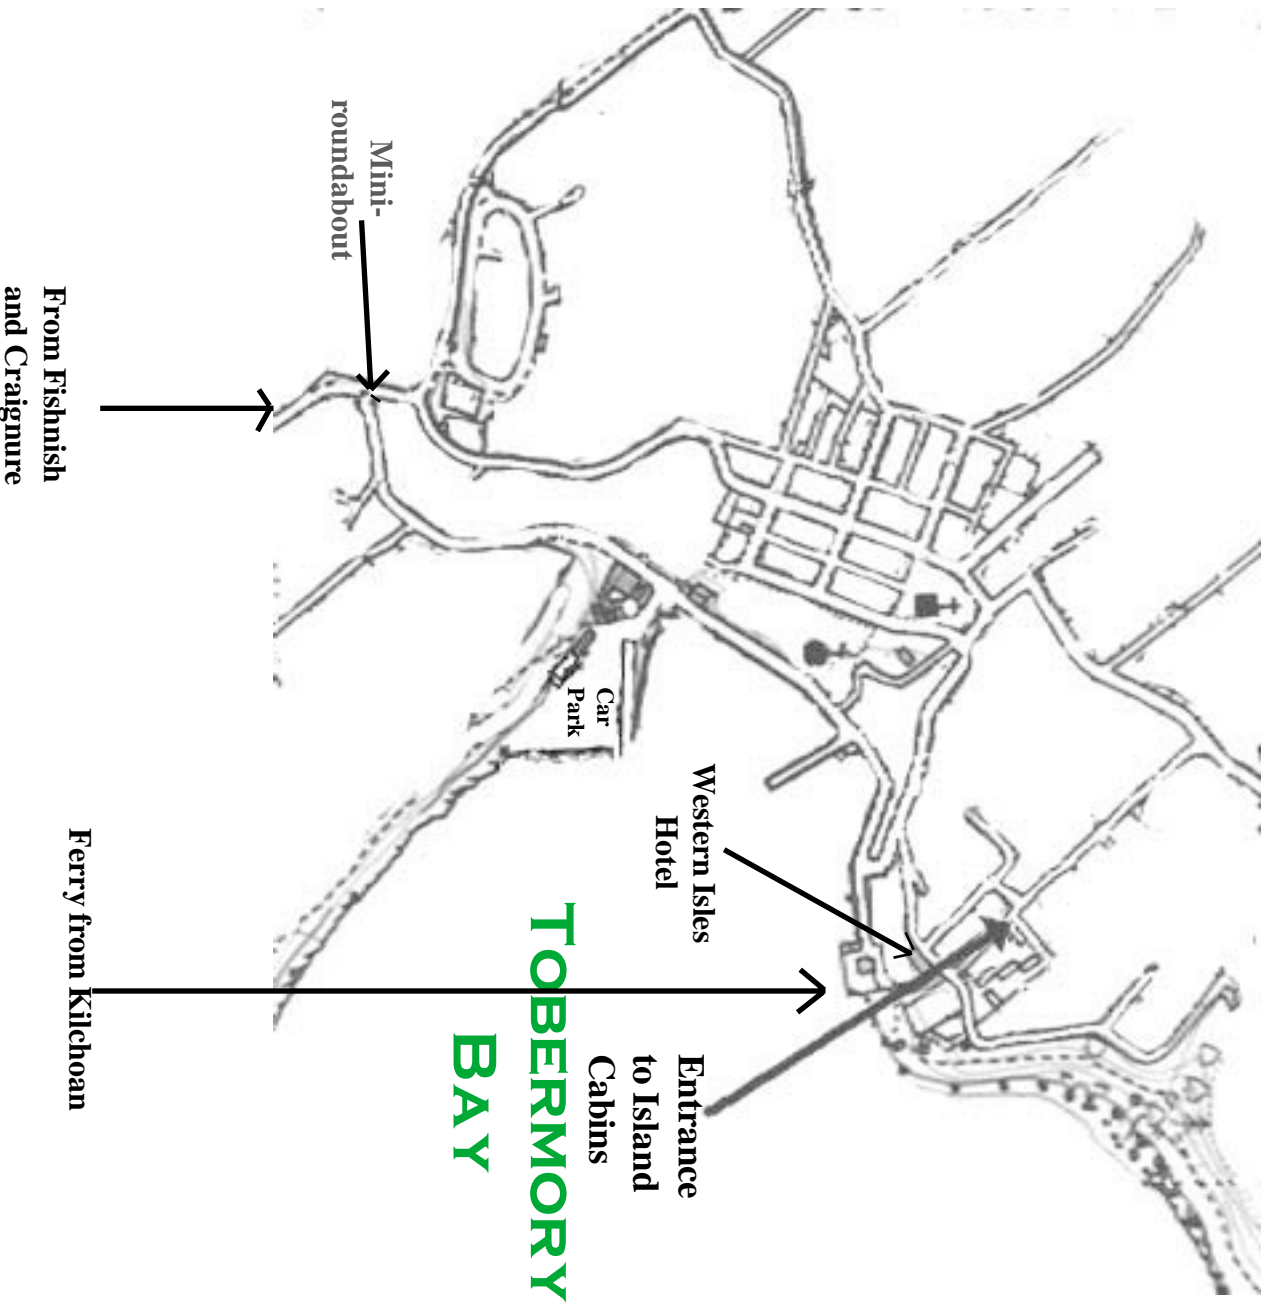 Mini-
roundabout
From Fishnish
and Craignure
Car
Park
Western Isles
Hotel
Ferry from Kilchoan
TOBERMORY
BAY
Entrance
to Island
Cabins